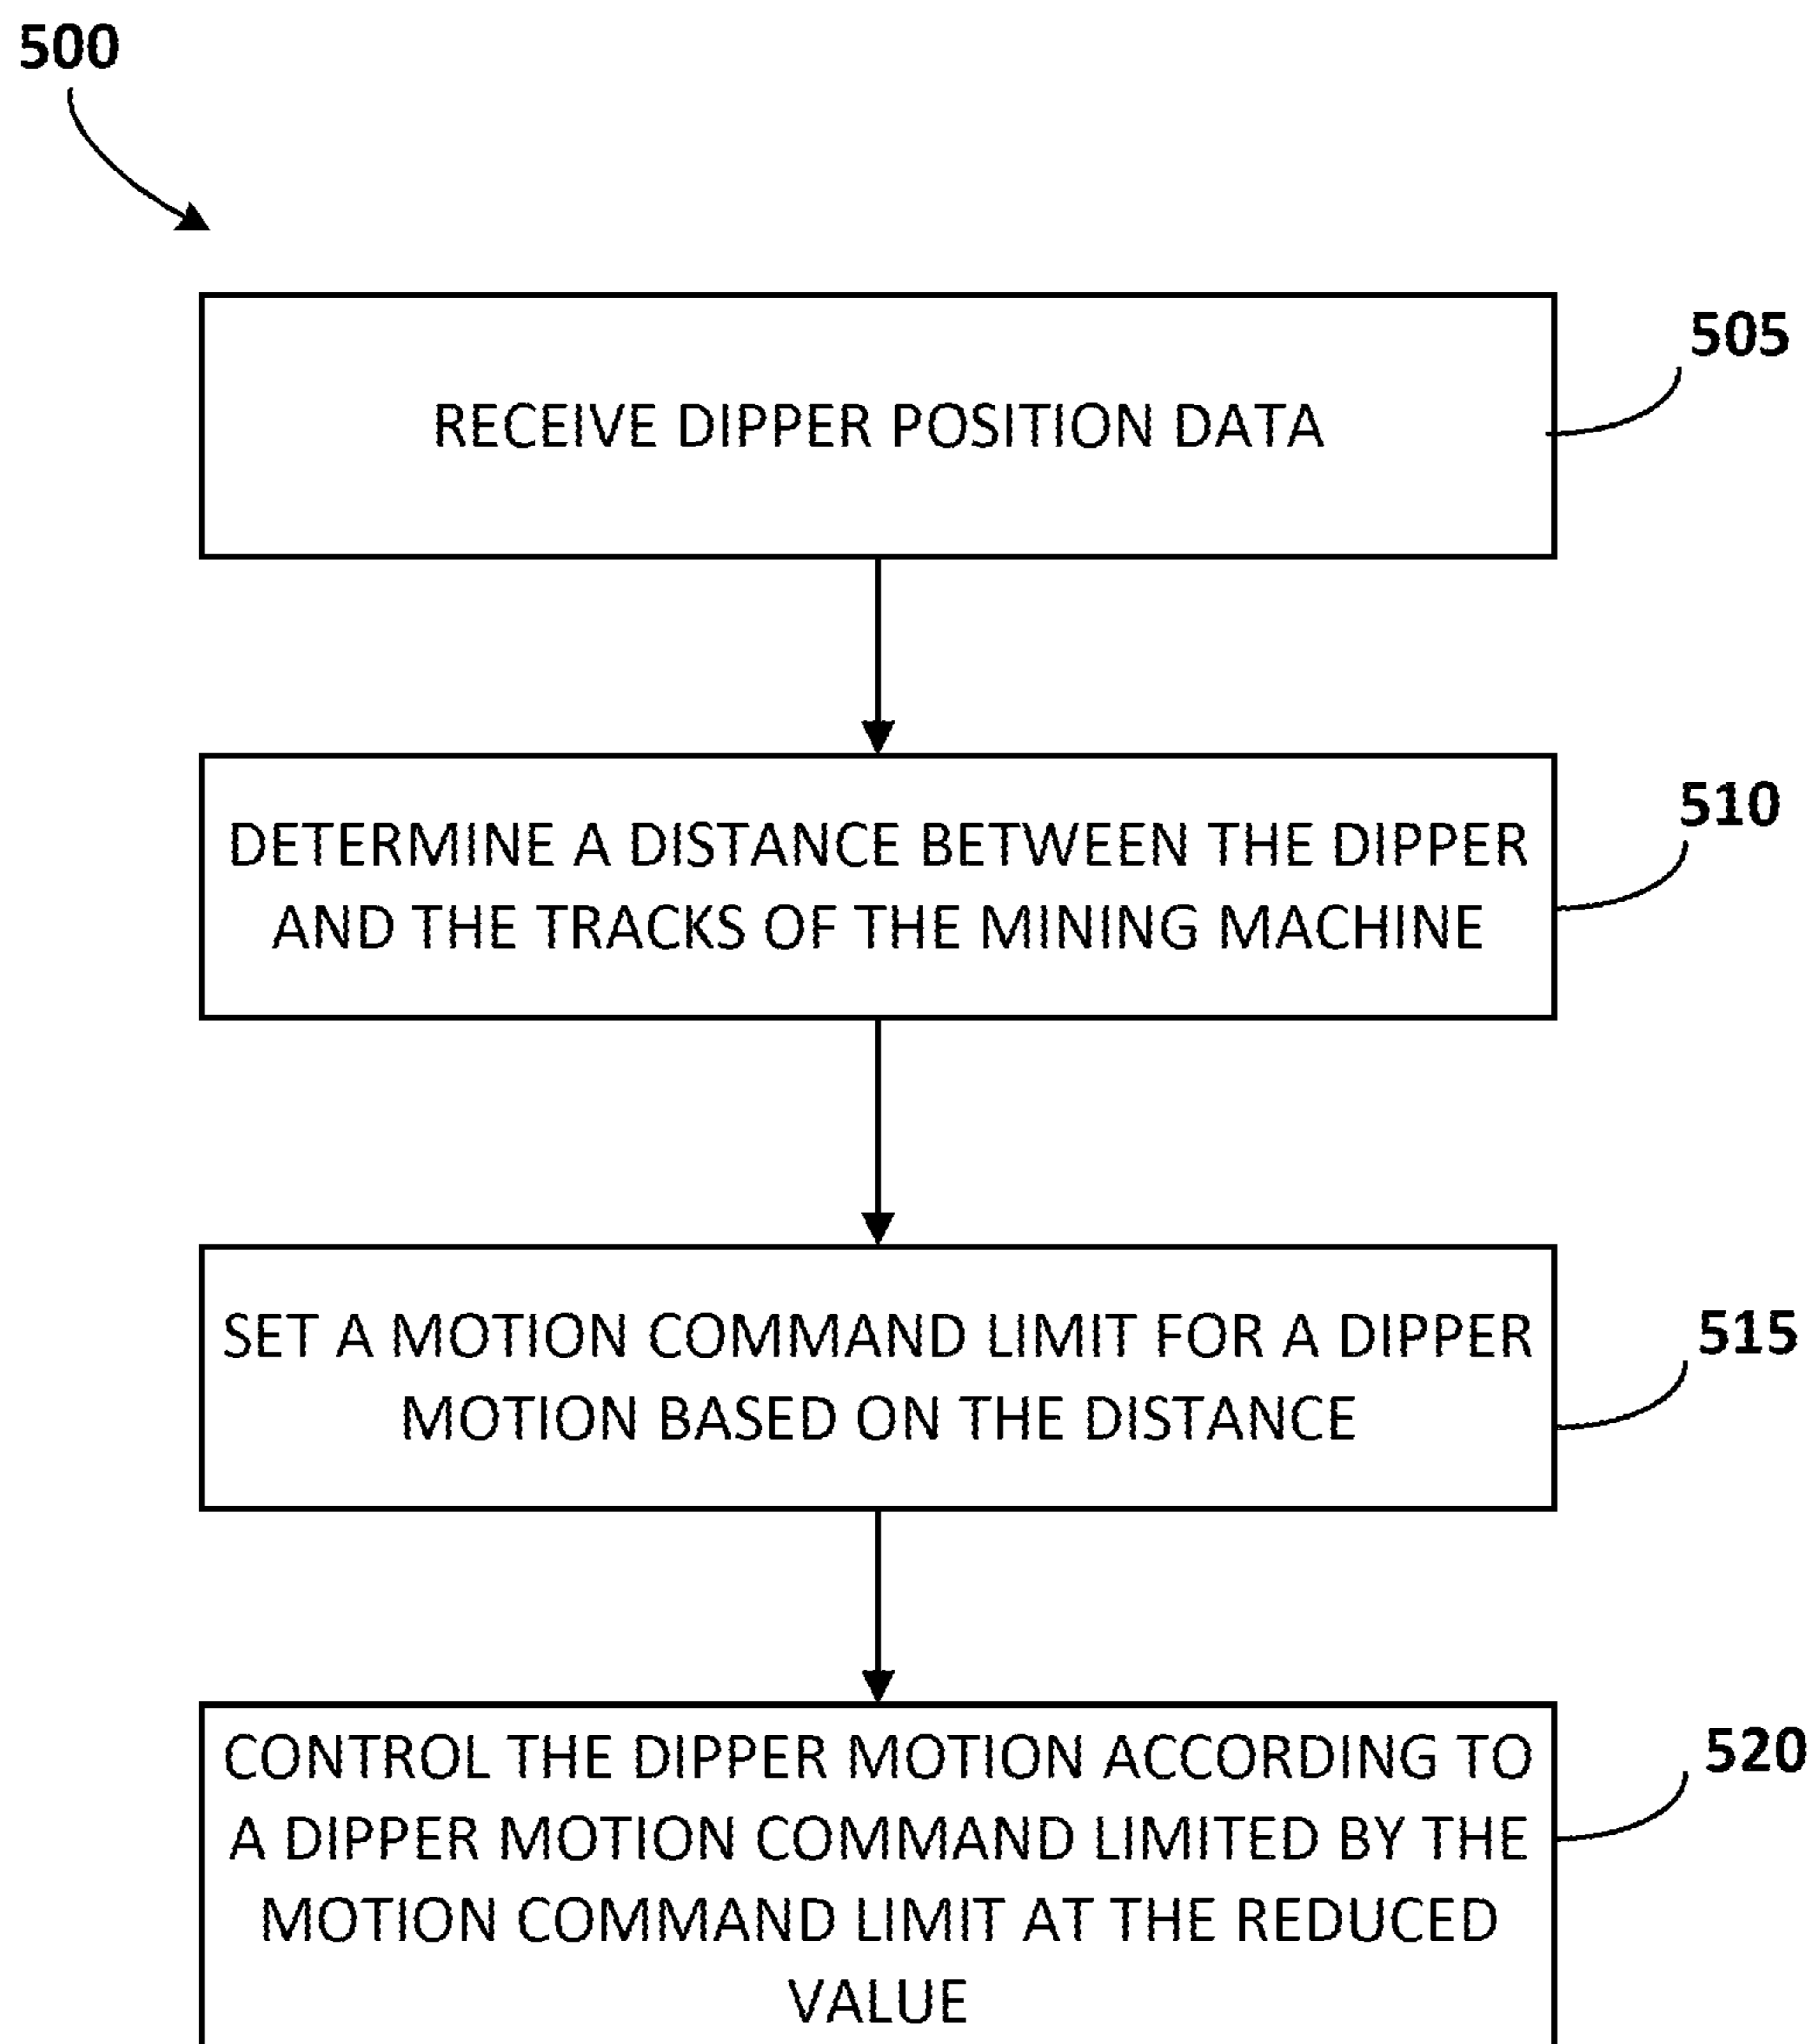 500
505
RECEIVE DIPPER POSITION DATA
510
DETERMINE A DISTANCE BETWEEN THE DIPPER
AND THE TRACKS OF THE MINING MACHINE
515
SET A MOTION COMMAND LIMIT FOR A DIPPER
MOTION BASED ON THE DISTANCE
520
CONTROL THE DIPPER MOTION ACCORDING TO
A DIPPER MOTION COMMAND LIMITED BY THE
MOTION COMMAND LIMIT AT THE REDUCED
VALUE